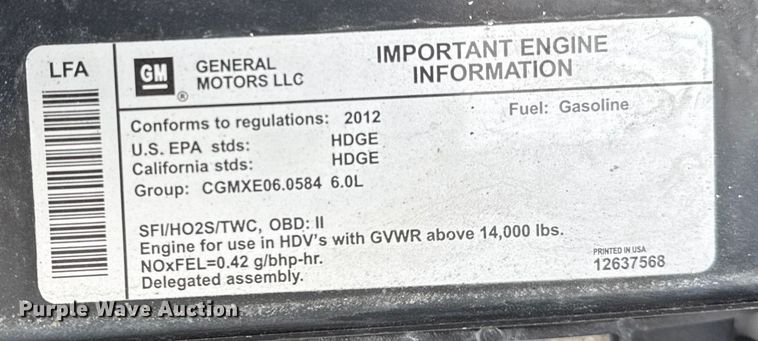 LFA
GM
®
GENERAL
MOTORS LLC
IMPORTANT ENGINE
INFORMATION
Conforms to regulations: 2012
Fuel: Gasoline
U.S. EPA stds: HDGE
California stds: HDGE
Group: CGMXE06.0584 6.0L
SFI/HO2S/TWC, OBD: II
Engine for use in HDV's with GVWR above 14,000 lbs.
NOxFEL=0.42 g/bhp-hr.
Delegated assembly.
PRINTED IN USA
12637568
Purple Wave Auction